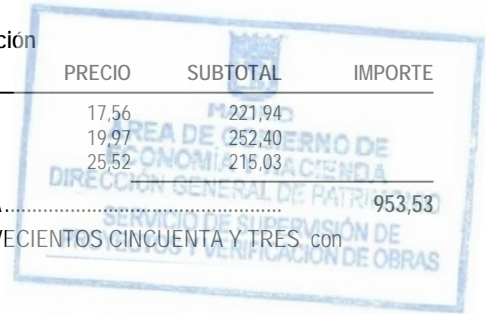 ción
PRECIO SUBTOTAL IMPORTE
17,56 221,94
19,97 252,40
25,52 215,03
A............................................................ 953,53
VECIENTOS CINCUENTA Y TRES con
MADRID
ÁREA DE GOBIERNO DE
ECONOMÍA Y HACIENDA
DIRECCIÓN GENERAL DE PATRIMONIO
SERVICIO DE SUPERVISIÓN DE
PROYECTOS Y VERIFICACIÓN DE OBRAS